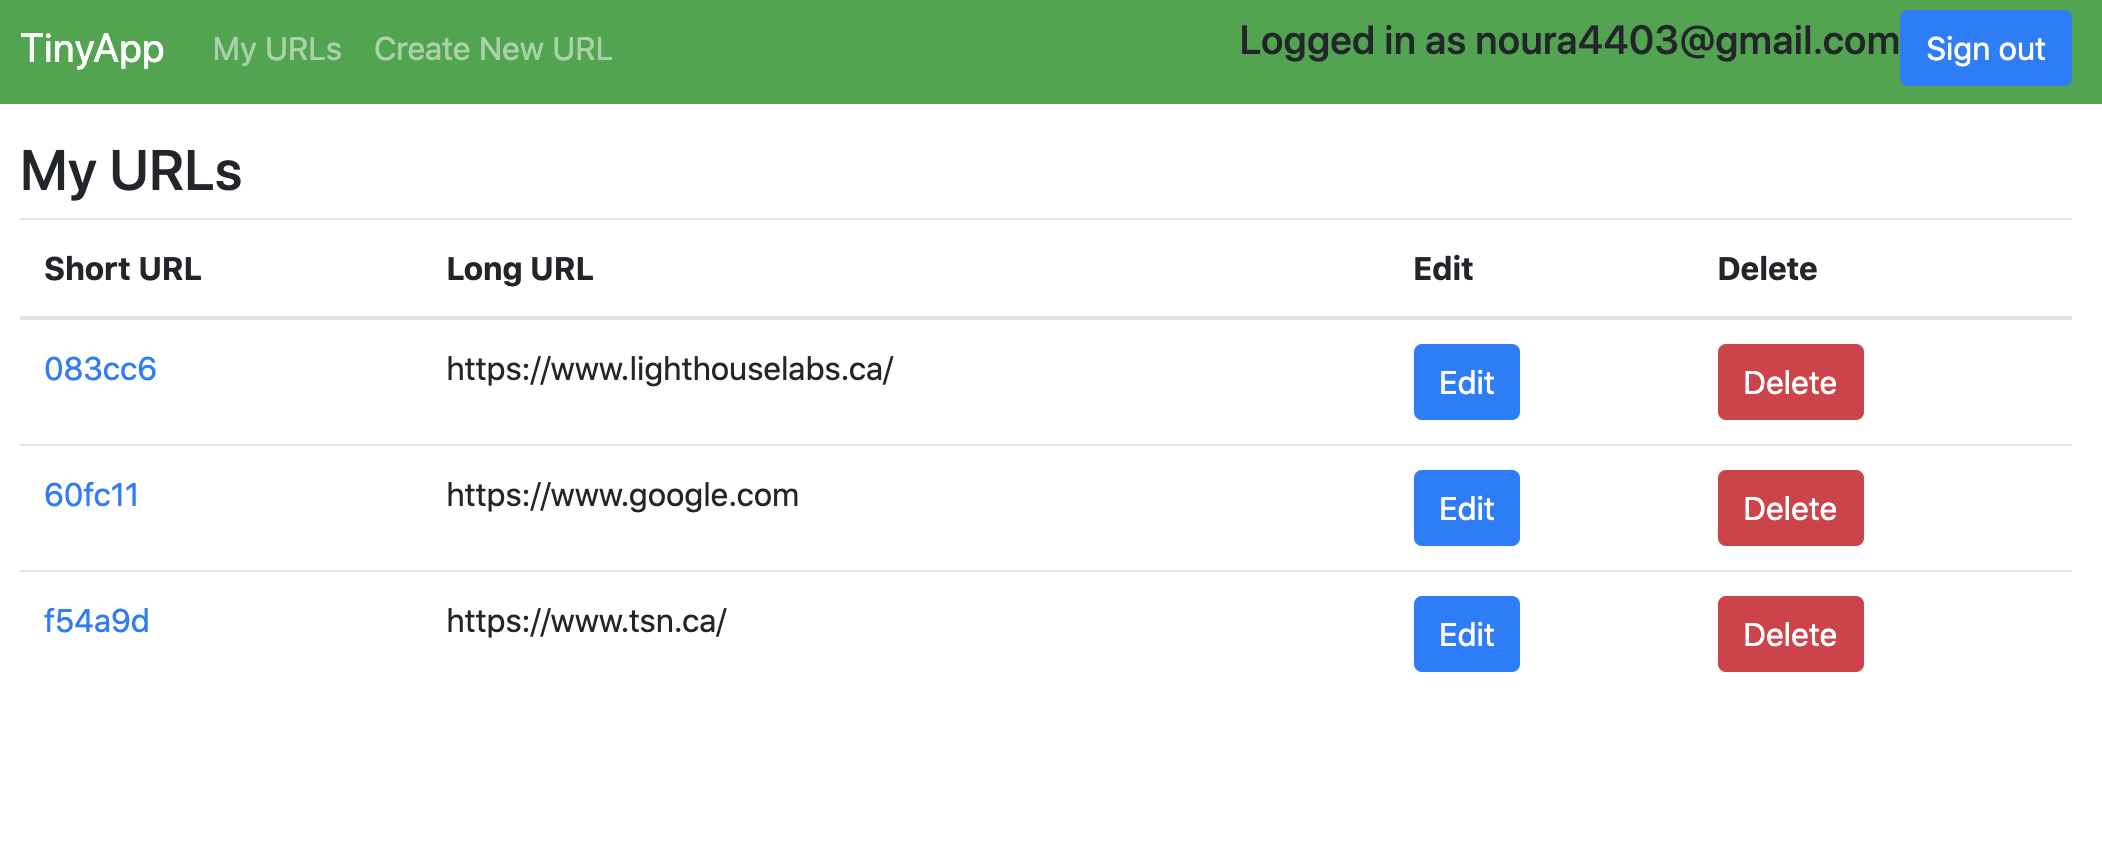 TinyApp My URLs Create New URL Logged in as noura4403@gmail.com Sign out
My URLs
Short URL Long URL Edit Delete
083cc6 https://www.lighthouselabs.ca/ Edit Delete
60fc11 https://www.google.com Edit Delete
f54a9d https://www.tsn.ca/ Edit Delete